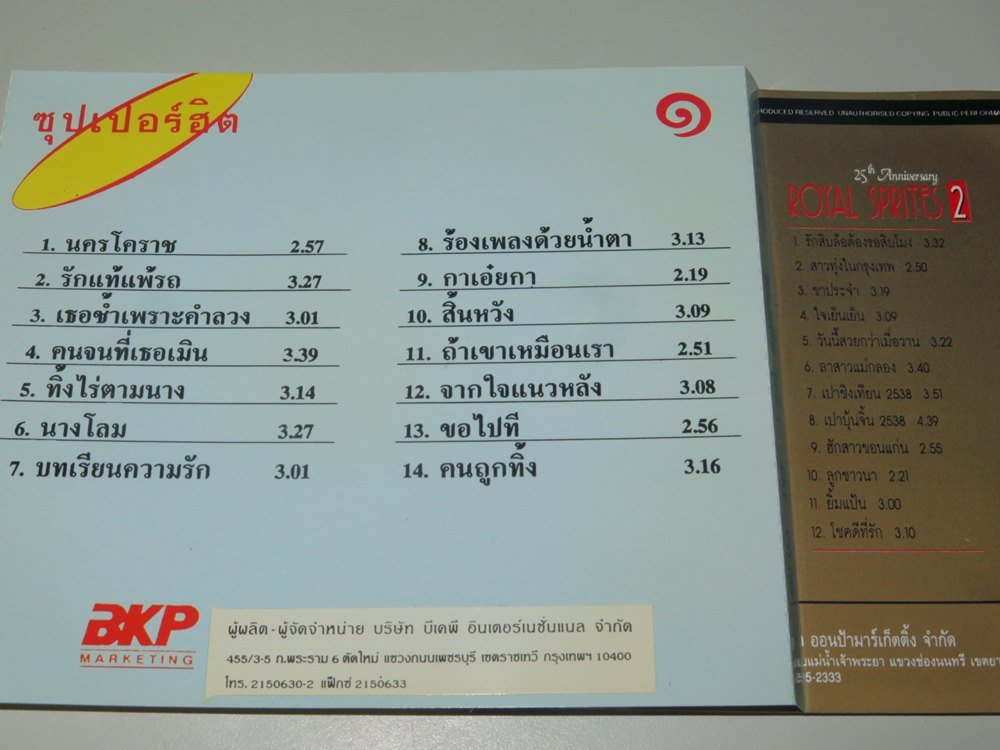 ซุปเปอร์ฮิต
๑
1. นครโคราช 2.57
2. รักแท้แพ้รถ 3.27
3. เธอช้ำเพราะคำลวง 3.01
4. คนจนที่เธอเมิน 3.39
5. ทิ้งไร่ตามนาง 3.14
6. นางโลม 3.27
7. บทเรียนความรัก 3.01
8. ร้องเพลงด้วยน้ำตา 3.13
9. กาเอ๋ยกา 2.19
10. สิ้นหวัง 3.09
11. ถ้าเขาเหมือนเรา 2.51
12. จากใจแนวหลัง 3.08
13. ขอไปที 2.56
14. คนถูกทิ้ง 3.16
BKP
MARKETING
ผู้ผลิต-ผู้จัดจำหน่าย บริษัท บีเคพี อินเตอร์เนชั่นแนล จำกัด
455/3-5 ถ.พระราม 6 ตัดใหม่ แขวงถนนเพชรบุรี เขตราชเทวี กรุงเทพฯ 10400
โทร. 2150630-2 แฟ็กซ์ 2150633
RODUCED RESERVED UNAUTHORISED COPYING PUBLIC PERFORMA
25th Anniversary
ROYAL SPRITES 2
1. รักสิบล้อต้องรอสิบโมง 3.32
2. สาวทุ่งในกรุงเทพ 2.50
3. ขาประจำ 3.19
4. ใจเย็นเย็น 3.09
5. วันนี้สวยกว่าเมื่อวาน 3.22
6. ลาสาวแม่กลอง 3.40
7. เปาชิงเทียน 2538 3.51
8. เปาบุ้นจิ้น 2538 4.39
9. ฮักสาวขอนแก่น 2.55
10. ลูกชาวนา 2.21
11. ยิ้มแป้น 3.00
12. โชคดีที่รัก 3.10
ออนป้ามาร์เก็ตติ้ง จำกัด
แม่น้ำเจ้าพระยา แขวงช่องนนทรี เขตยา
5-2333